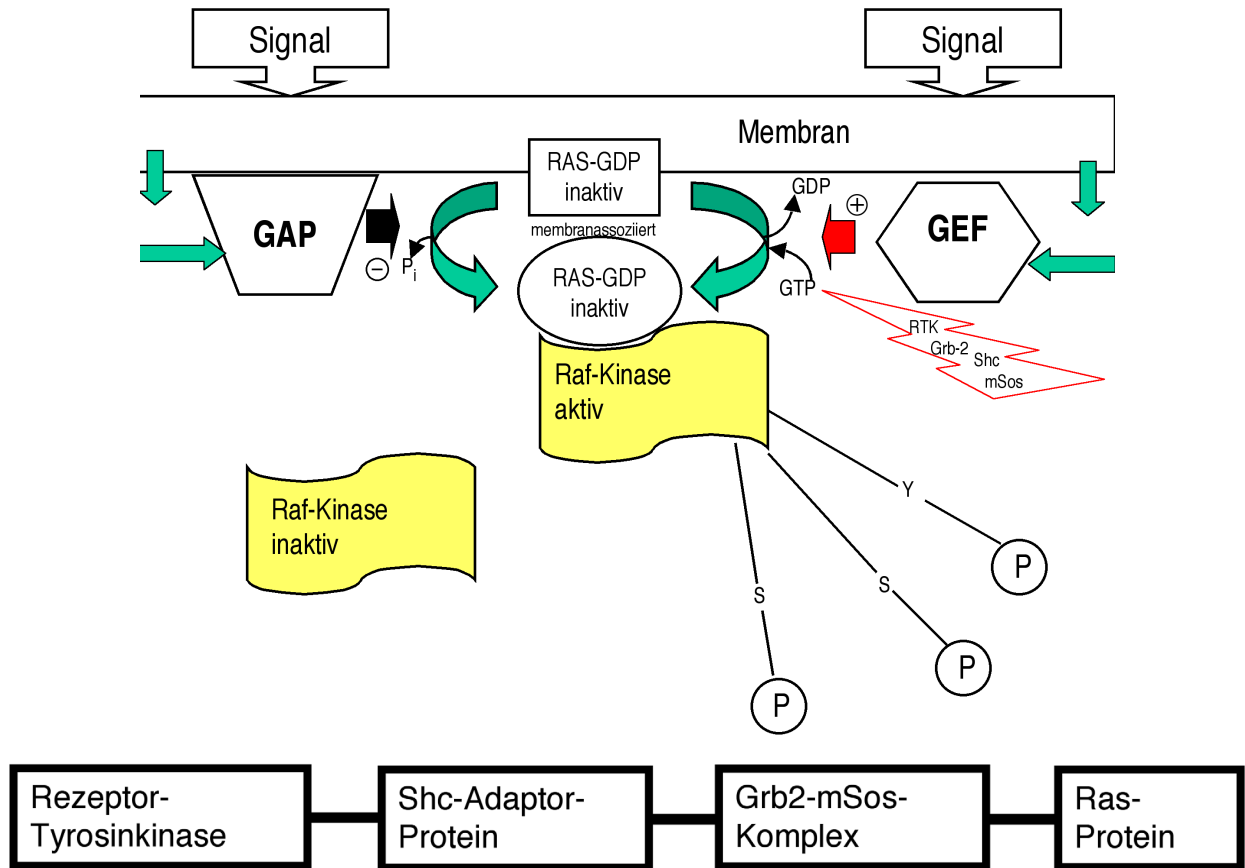 Signal
Signal
Membran
RAS-GDP
inaktiv
membranassoziiert
GAP
GDP
+
GEF
−
Pi
RAS-GDP
inaktiv
GTP
RTK
Grb-2
Shc
mSos
Raf-Kinase
aktiv
Raf-Kinase
inaktiv
Y
S
S
P
P
P
Rezeptor-
Tyrosinkinase
Shc-Adaptor-
Protein
Grb2-mSos-
Komplex
Ras-
Protein